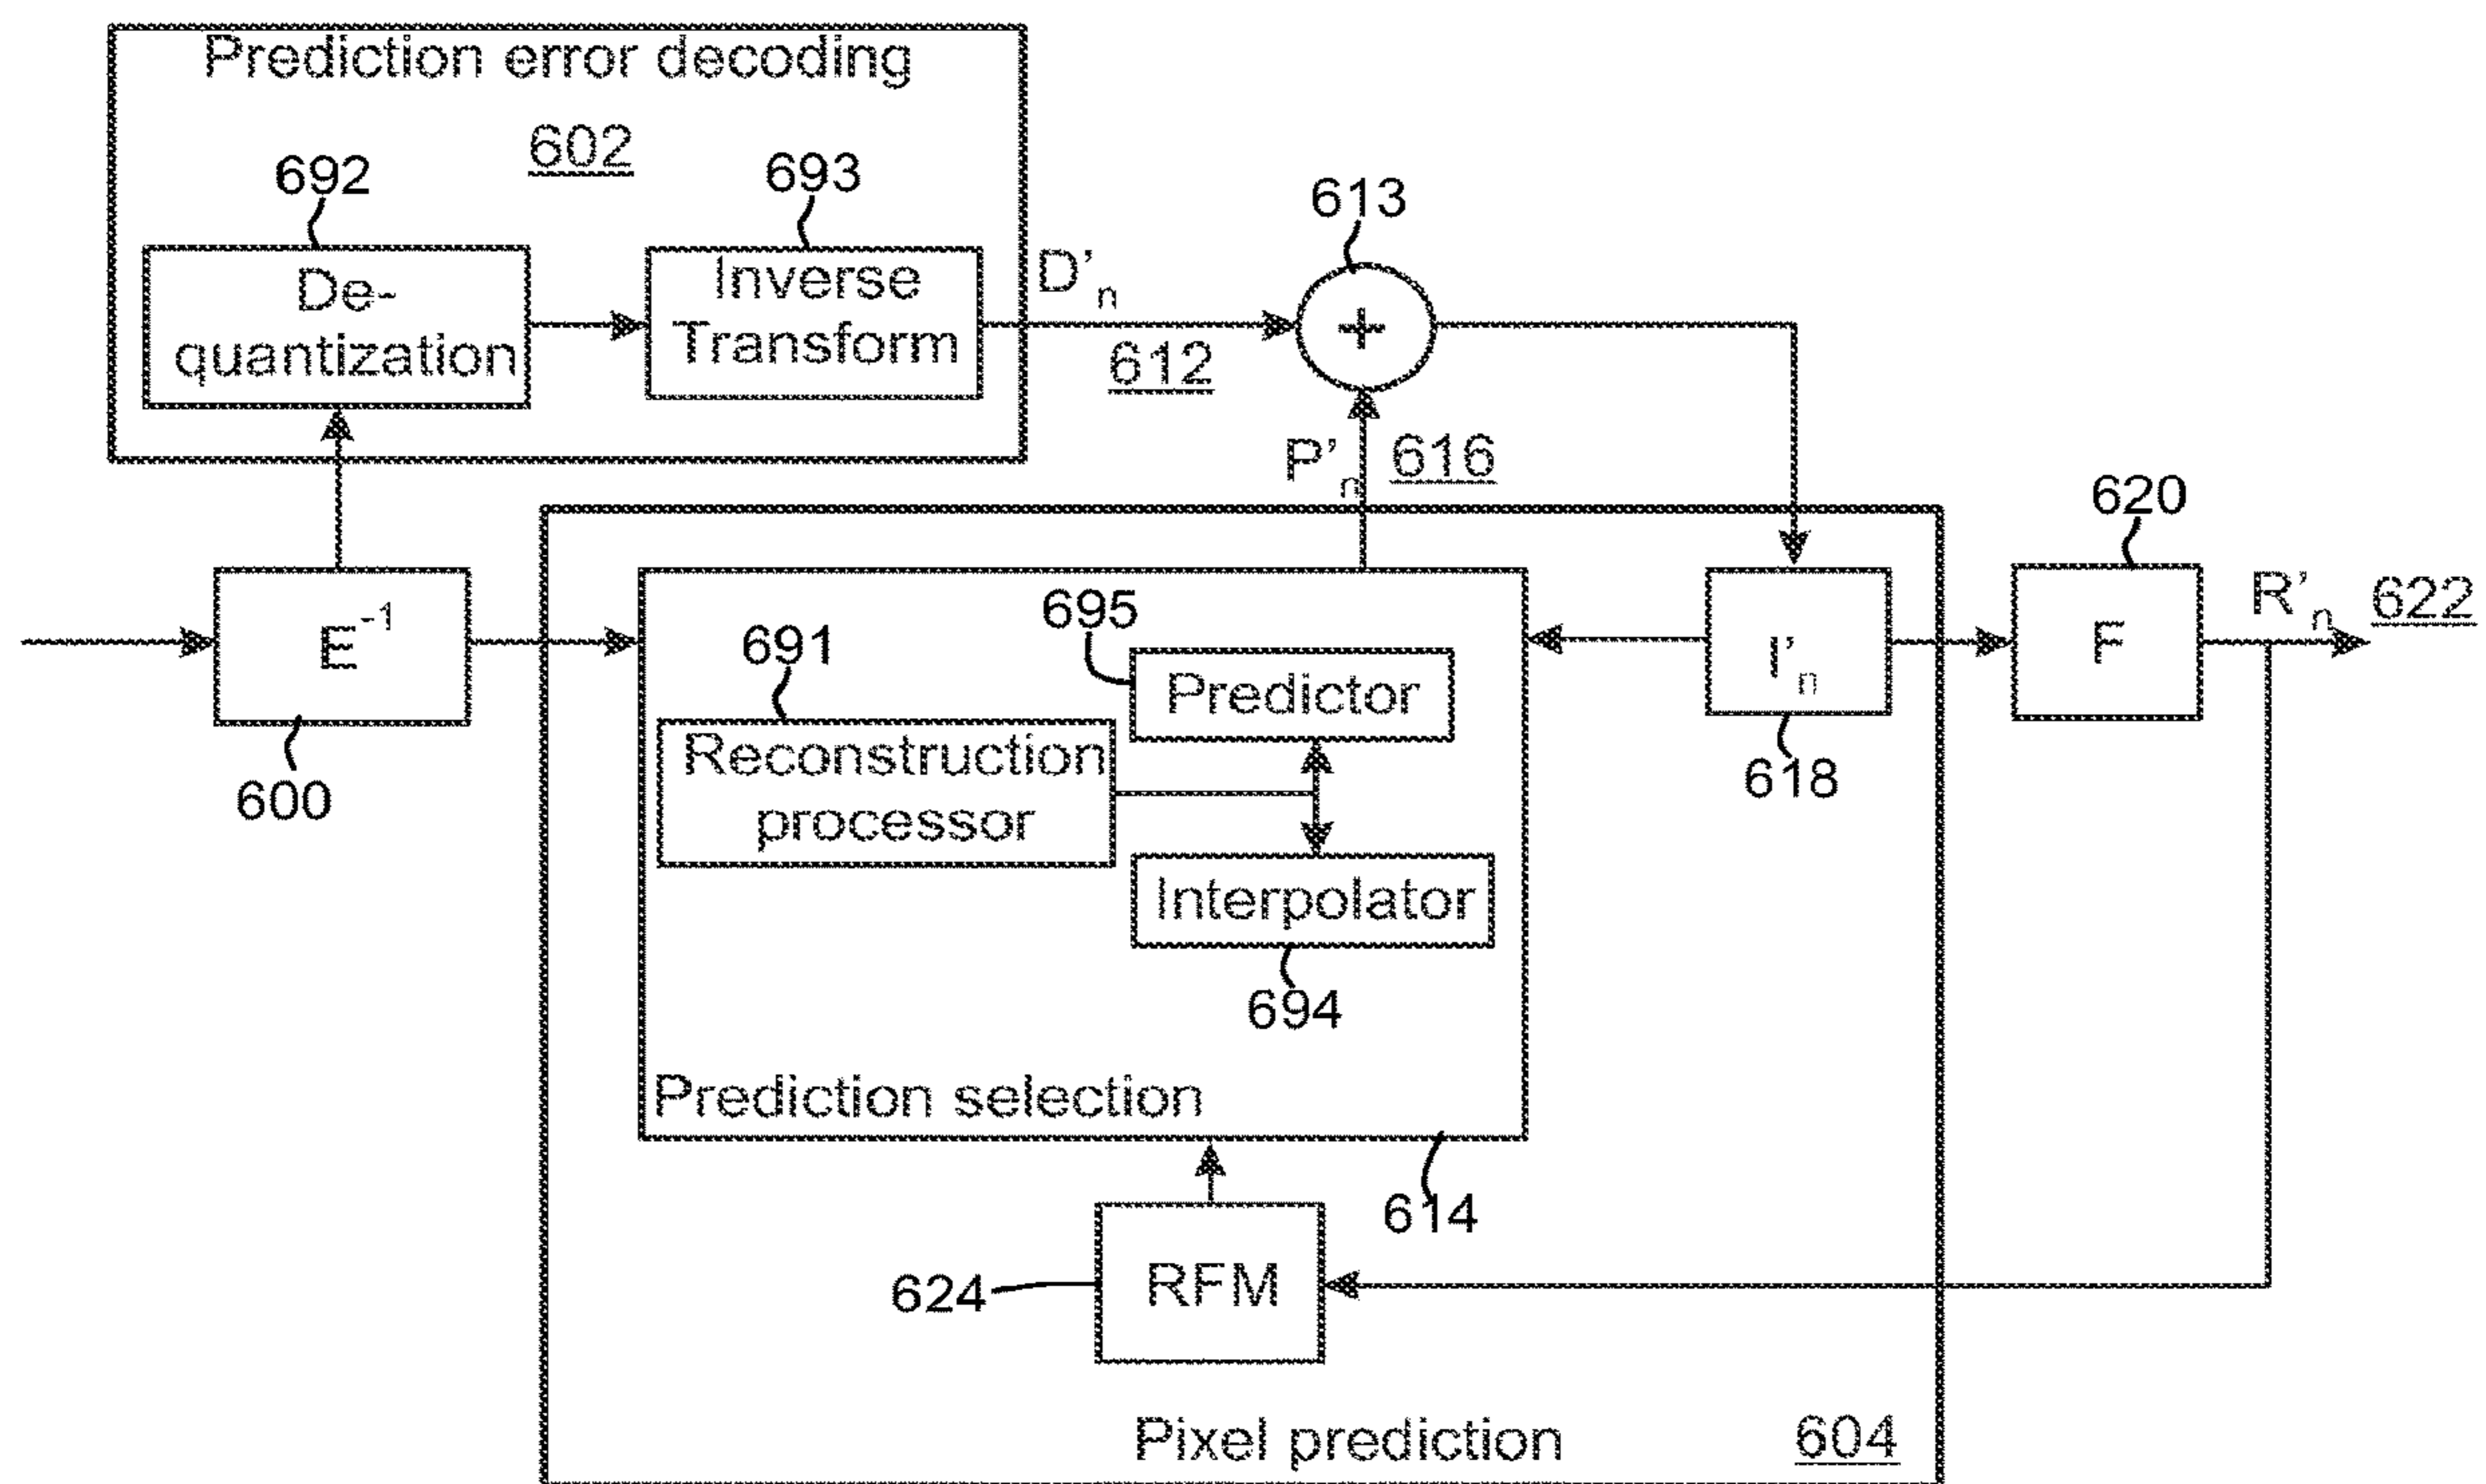 Prediction error decoding
602
692
693
613
De-
quantization
Inverse
Transform
D'n
612
+
P'n
616
620
E-1
600
695
691
Predictor
Reconstruction
processor
Interpolator
694
I'n
618
F
R'n
622
Prediction selection
614
624
RFM
Pixel prediction
604